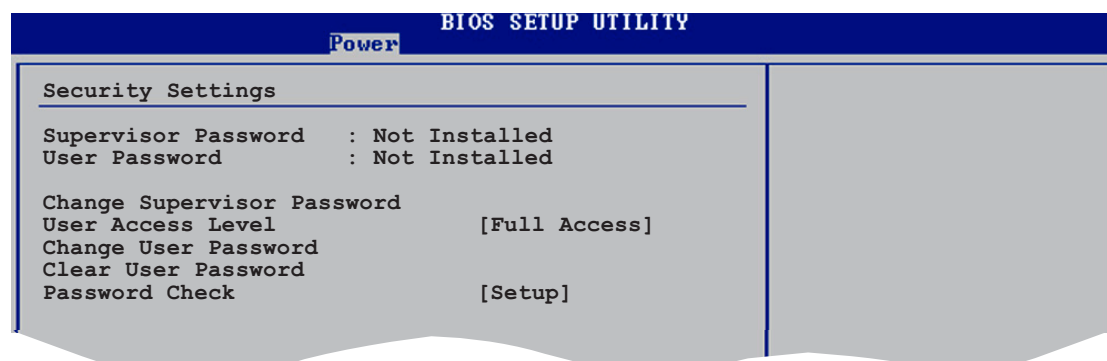 BIOS SETUP UTILITY
Power
Security Settings
Supervisor Password : Not Installed
User Password : Not Installed
Change Supervisor Password
User Access Level [Full Access]
Change User Password
Clear User Password
Password Check [Setup]